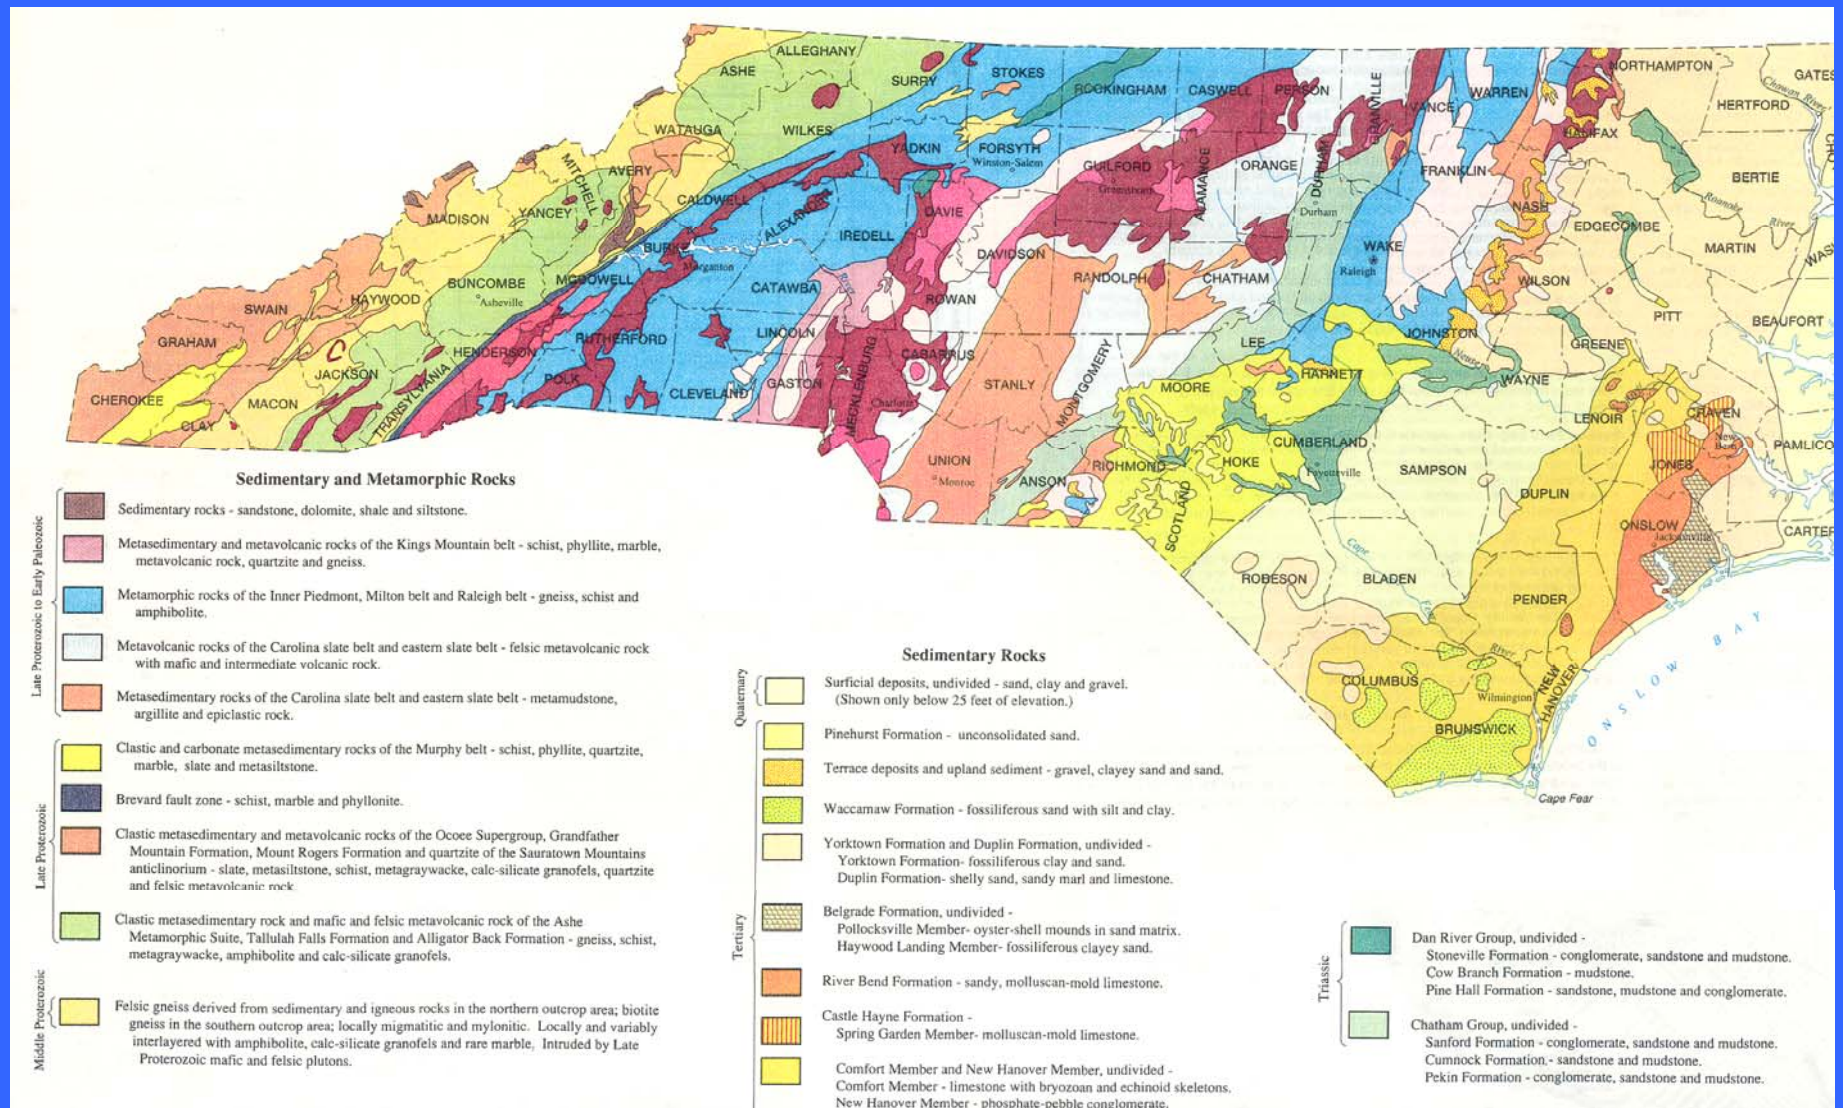 ALLEGHANY
ASHE
SURRY
STOKES
ROCKINGHAM
CASWELL
PERSON
GRANVILLE
VANCE
WARREN
NORTHAMPTON
GATES
Chowan River
HERTFORD
WATAUGA
WILKES
YADKIN
FORSYTH
Winston-Salem
GUILFORD
Greensboro
ALAMANCE
ORANGE
DURHAM
Durham
FRANKLIN
HALIFAX
BERTIE
Roanoke
River
MITCHELL
AVERY
CALDWELL
ALEXANDER
DAVIE
NASH
EDGECOMBE
MARTIN
MADISON
YANCEY
BURKE
Morganton
IREDELL
DAVIDSON
RANDOLPH
CHATHAM
WAKE
Raleigh
WILSON
BUNCOMBE
Asheville
MCDOWELL
CATAWBA
River
ROWAN
PITT
BEAUFORT
SWAIN
HAYWOOD
GRAHAM
HENDERSON
RUTHERFORD
LINCOLN
CABARRUS
LEE
JOHNSTON
Neuse
GREENE
JACKSON
TRANSYLVANIA
POLK
CLEVELAND
GASTON
MECKLENBURG
Charlotte
STANLY
MONTGOMERY
MOORE
HARNETT
WAYNE
CHEROKEE
MACON
CLAY
LENOIR
CRAVEN
New Bern
PAMLICO
UNION
Monroe
ANSON
RICHMOND
SCOTLAND
HOKE
CUMBERLAND
Fayetteville
SAMPSON
DUPLIN
JONES
ONSLOW
Jacksonville
CARTER
ROBESON
Cape
BLADEN
Fear
PENDER
River
COLUMBUS
Wilmington
NEW
HANOVER
BRUNSWICK
ONSLOW BAY
Cape Fear
Sedimentary and Metamorphic Rocks
Late Proterozoic to Early Paleozoic
Sedimentary rocks - sandstone, dolomite, shale and siltstone.
Metasedimentary and metavolcanic rocks of the Kings Mountain belt - schist, phyllite, marble,
metavolcanic rock, quartzite and gneiss.
Metamorphic rocks of the Inner Piedmont, Milton belt and Raleigh belt - gneiss, schist and
amphibolite.
Metavolcanic rocks of the Carolina slate belt and eastern slate belt - felsic metavolcanic rock
with mafic and intermediate volcanic rock.
Metasedimentary rocks of the Carolina slate belt and eastern slate belt - metamudstone,
argillite and epiclastic rock.
Late Proterozoic
Clastic and carbonate metasedimentary rocks of the Murphy belt - schist, phyllite, quartzite,
marble, slate and metasiltstone.
Brevard fault zone - schist, marble and phyllonite.
Clastic metasedimentary and metavolcanic rocks of the Ocoee Supergroup, Grandfather
Mountain Formation, Mount Rogers Formation and quartzite of the Sauratown Mountains
anticlinorium - slate, metasiltstone, schist, metagraywacke, calc-silicate granofels, quartzite
and felsic metavolcanic rock
Clastic metasedimentary rock and mafic and felsic metavolcanic rock of the Ashe
Metamorphic Suite, Tallulah Falls Formation and Alligator Back Formation - gneiss, schist,
metagraywacke, amphibolite and calc-silicate granofels.
Middle Proterozoic
Felsic gneiss derived from sedimentary and igneous rocks in the northern outcrop area; biotite
gneiss in the southern outcrop area; locally migmatitic and mylonitic. Locally and variably
interlayered with amphibolite, calc-silicate granofels and rare marble. Intruded by Late
Proterozoic mafic and felsic plutons.
Sedimentary Rocks
Quaternary
Surficial deposits, undivided - sand, clay and gravel.
(Shown only below 25 feet of elevation.)
Tertiary
Pinehurst Formation - unconsolidated sand.
Terrace deposits and upland sediment - gravel, clayey sand and sand.
Waccamaw Formation - fossiliferous sand with silt and clay.
Yorktown Formation and Duplin Formation, undivided -
Yorktown Formation- fossiliferous clay and sand.
Duplin Formation- shelly sand, sandy marl and limestone.
Belgrade Formation, undivided -
Pollocksville Member- oyster-shell mounds in sand matrix.
Haywood Landing Member- fossiliferous clayey sand.
River Bend Formation - sandy, molluscan-mold limestone.
Castle Hayne Formation -
Spring Garden Member- molluscan-mold limestone.
Comfort Member and New Hanover Member, undivided -
Comfort Member - limestone with bryozoan and echinoid skeletons.
New Hanover Member - phosphate-pebble conglomerate.
Triassic
Dan River Group, undivided -
Stoneville Formation - conglomerate, sandstone and mudstone.
Cow Branch Formation - mudstone.
Pine Hall Formation - sandstone, mudstone and conglomerate.
Chatham Group, undivided -
Sanford Formation - conglomerate, sandstone and mudstone.
Cumnock Formation - sandstone and mudstone.
Pekin Formation - conglomerate, sandstone and mudstone.